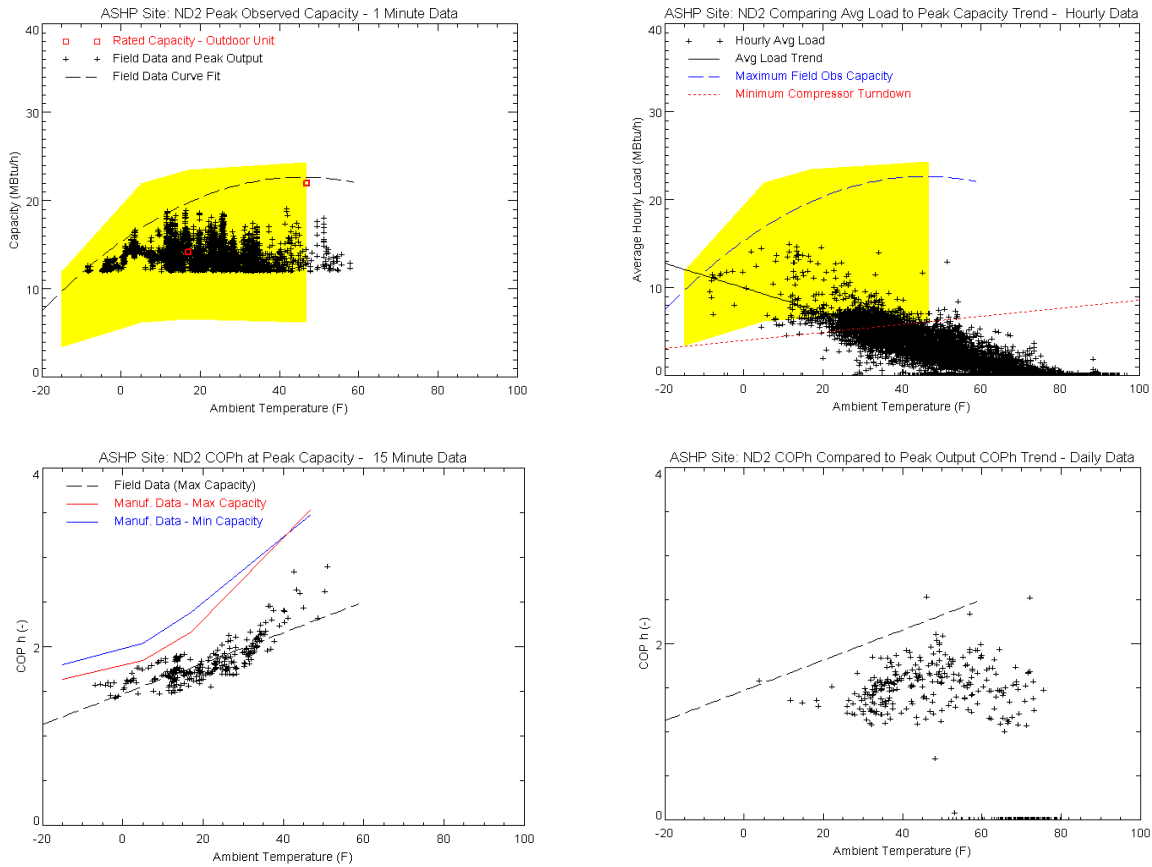 ASHP Site: ND2 Peak Observed Capacity - 1 Minute Data
Rated Capacity - Outdoor Unit
Field Data and Peak Output
Field Data Curve Fit
40
30
20
10
0
Capacity (MBtu/h)
-20
0
20
40
60
80
100
Ambient Temperature (F)
ASHP Site: ND2 Comparing Avg Load to Peak Capacity Trend - Hourly Data
Hourly Avg Load
Avg Load Trend
Maximum Field Obs Capacity
Minimum Compressor Turndown
40
30
20
10
0
Average Hourly Load (MBtu/h)
-20
0
20
40
60
80
100
Ambient Temperature (F)
ASHP Site: ND2 COPh at Peak Capacity - 15 Minute Data
Field Data (Max Capacity)
Manuf. Data - Max Capacity
Manuf. Data - Min Capacity
4
2
0
COP h (-)
-20
0
20
40
60
80
100
Ambient Temperature (F)
ASHP Site: ND2 COPh Compared to Peak Output COPh Trend - Daily Data
4
2
0
COP h (-)
-20
0
20
40
60
80
100
Ambient Temperature (F)